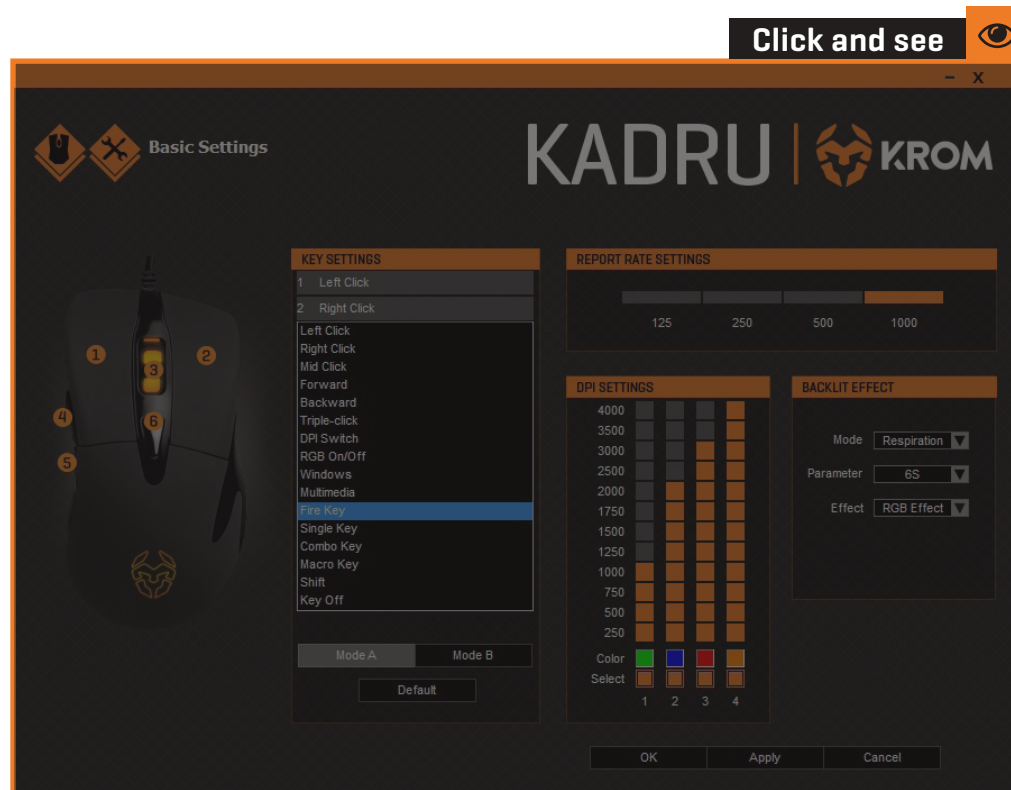 Click and see
– X
Basic Settings
KADRU
KROM
KEY SETTINGS
1 Left Click
2 Right Click
Left Click
Right Click
Mid Click
Forward
Backward
Triple-click
DPI Switch
RGB On/Off
Windows
Multimedia
Fire Key
Single Key
Combo Key
Macro Key
Shift
Key Off
Mode A Mode B
Default
1
2
3
4
6
5
REPORT RATE SETTINGS
125 250 500 1000
DPI SETTINGS
4000
3500
3000
2500
2000
1750
1500
1250
1000
750
500
250
Color
Select
1 2 3 4
BACKLIT EFFECT
Mode Respiration
Parameter 6S
Effect RGB Effect
OK Apply Cancel